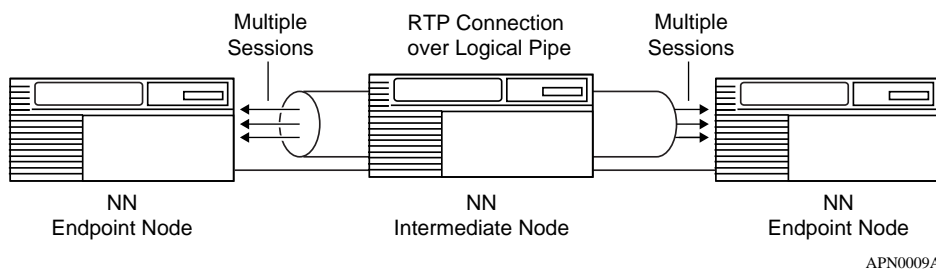 Multiple
Sessions
RTP Connection
over Logical Pipe
Multiple
Sessions
NN
Endpoint Node
NN
Intermediate Node
NN
Endpoint Node
APN0009A